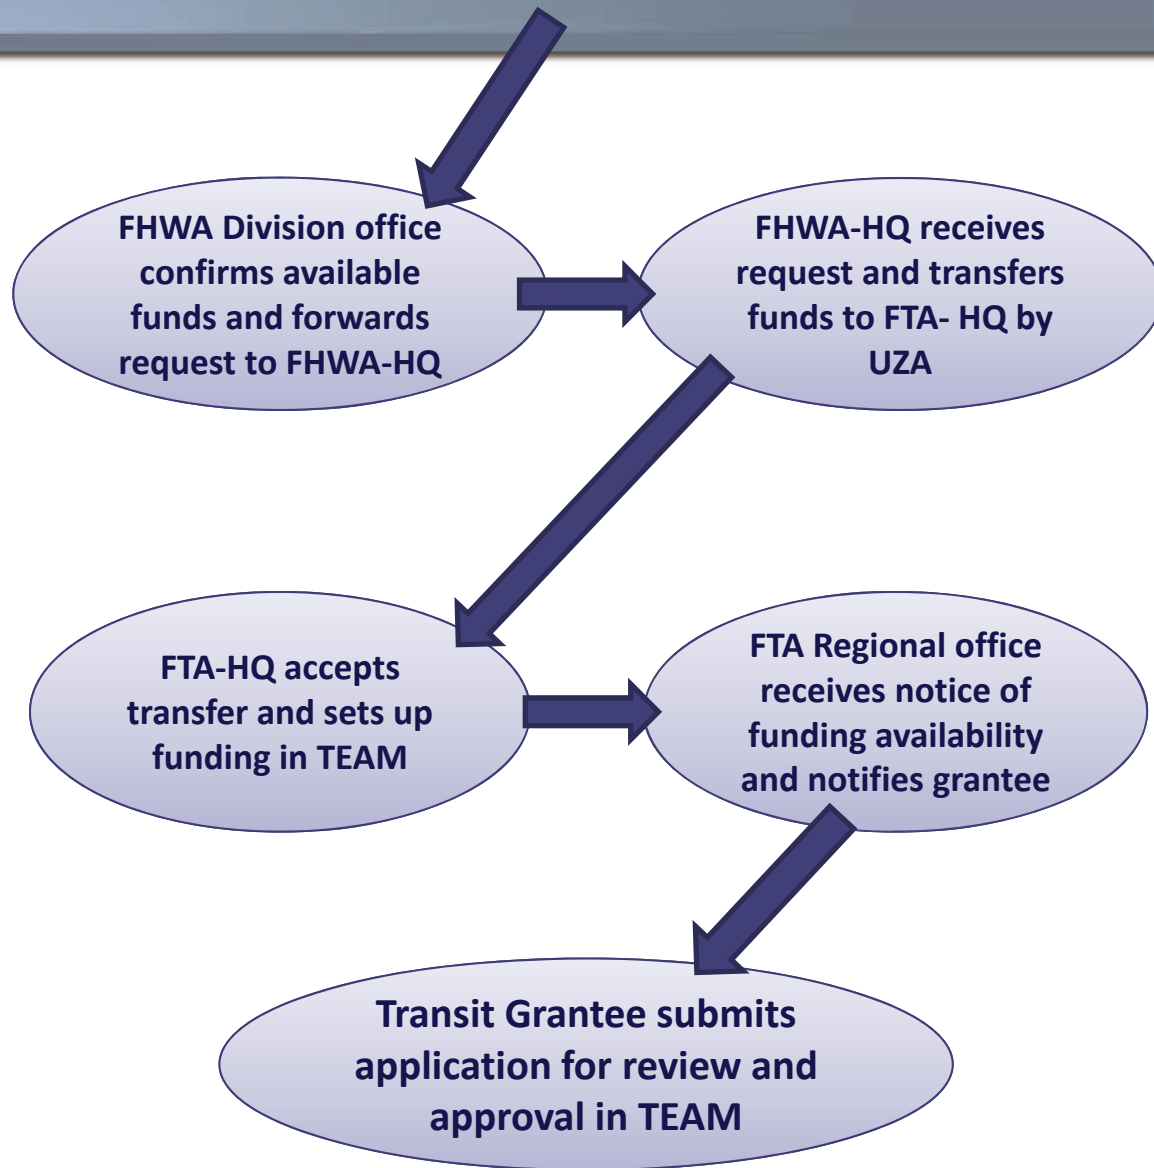 FHWA Division office
confirms available
funds and forwards
request to FHWA-HQ
FHWA-HQ receives
request and transfers
funds to FTA- HQ by
UZA
FTA-HQ accepts
transfer and sets up
funding in TEAM
FTA Regional office
receives notice of
funding availability
and notifies grantee
Transit Grantee submits
application for review and
approval in TEAM